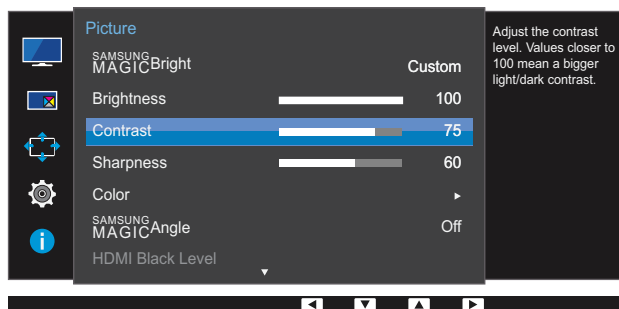 Picture
SAMSUNG
MAGICBright Custom
Brightness 100
Contrast 75
Sharpness 60
Color ▸
SAMSUNG
MAGICAngle Off
HDMI Black Level
Adjust the contrast
level. Values closer to
100 mean a bigger
light/dark contrast.